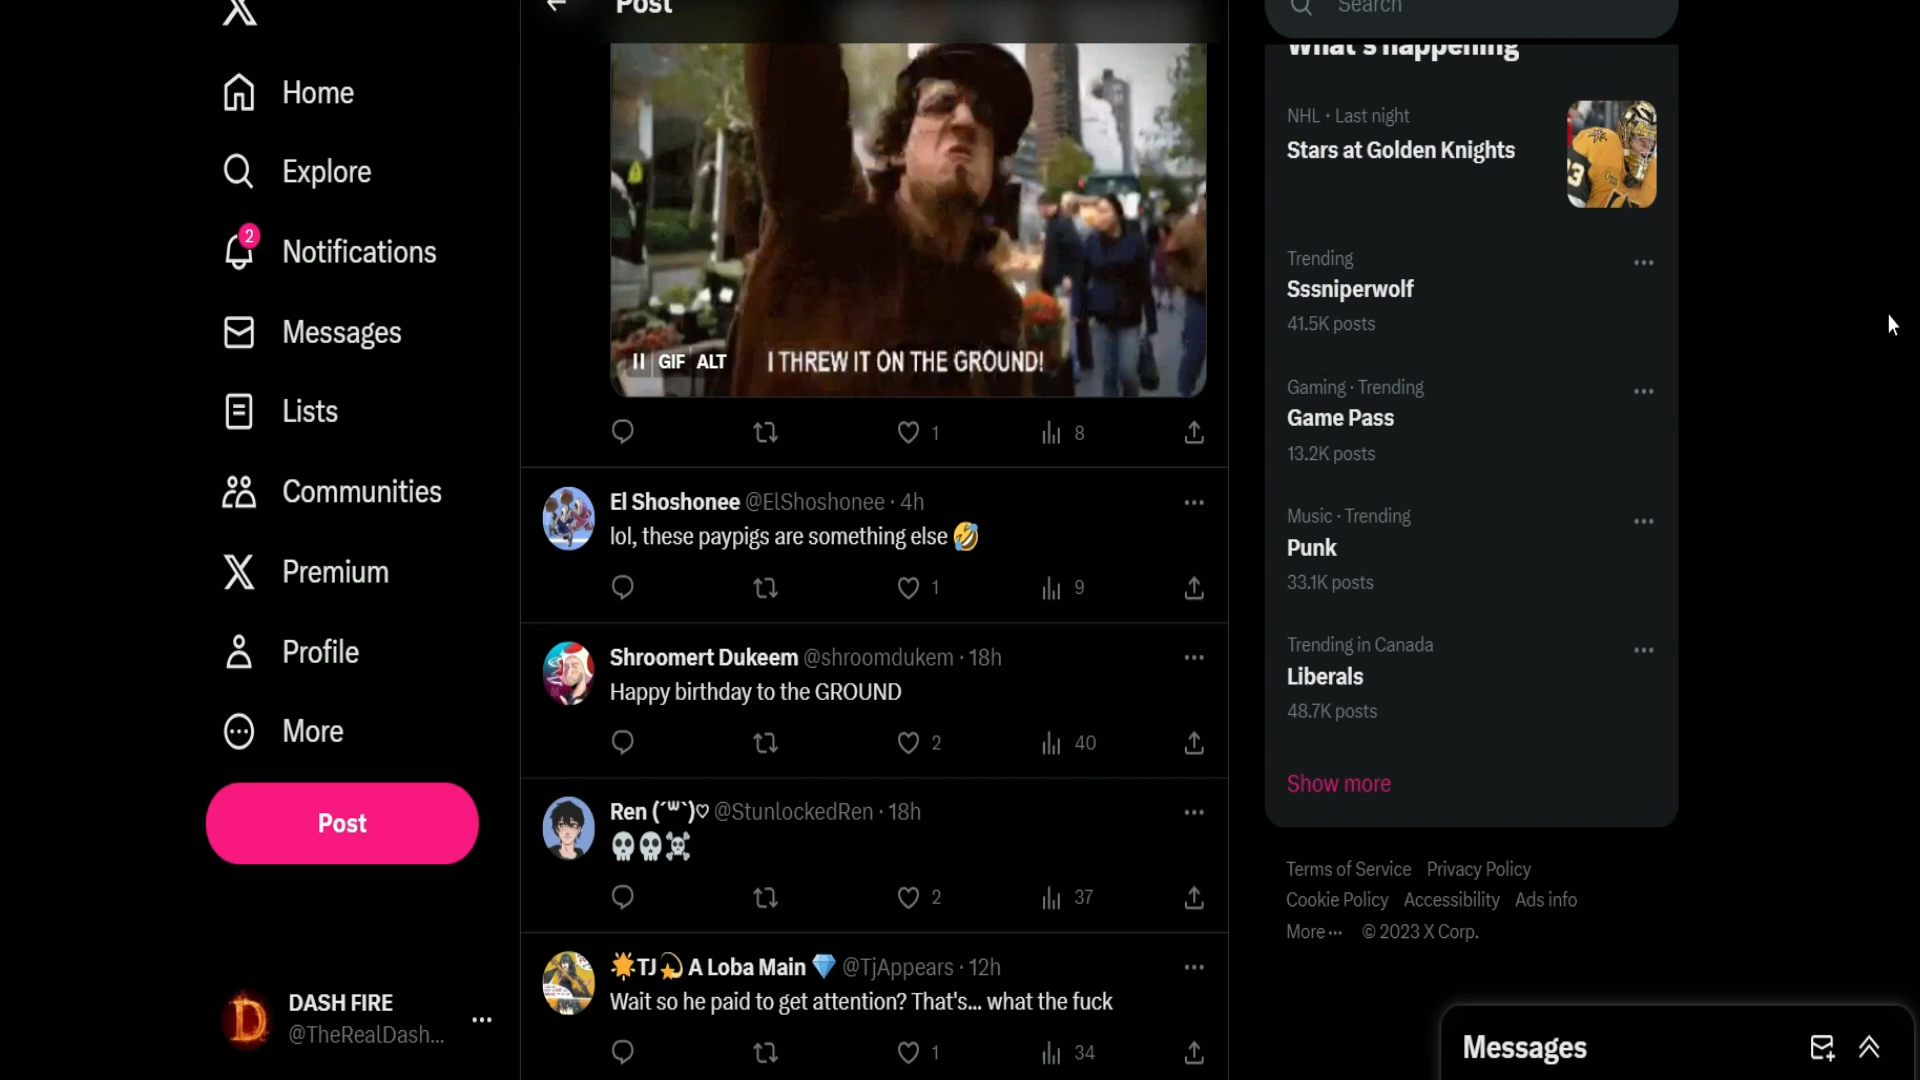 X
Home
Explore
2
Notifications
Messages
Lists
Communities
X
Premium
Profile
More
Post
DASH FIRE
@TheRealDash...
Post
II GIF ALT
I THREW IT ON THE GROUND!
1
8
El Shoshonee @ElShoshonee · 4h
lol, these paypigs are something else 🤣
1
9
Shroomert Dukeem @shroomdukem · 18h
Happy birthday to the GROUND
2
40
Ren (´꒳`)♡ @StunlockedRen · 18h
💀💀☠️
2
37
🌟TJ💫 A Loba Main 💎 @TjAppears · 12h
Wait so he paid to get attention? That's... what the fuck
1
34
Search
What's happening
NHL · Last night
Stars at Golden Knights
Trending
Sssniperwolf
41.5K posts
Gaming · Trending
Game Pass
13.2K posts
Music · Trending
Punk
33.1K posts
Trending in Canada
Liberals
48.7K posts
Show more
Terms of Service Privacy Policy
Cookie Policy Accessibility Ads info
More ··· © 2023 X Corp.
Messages